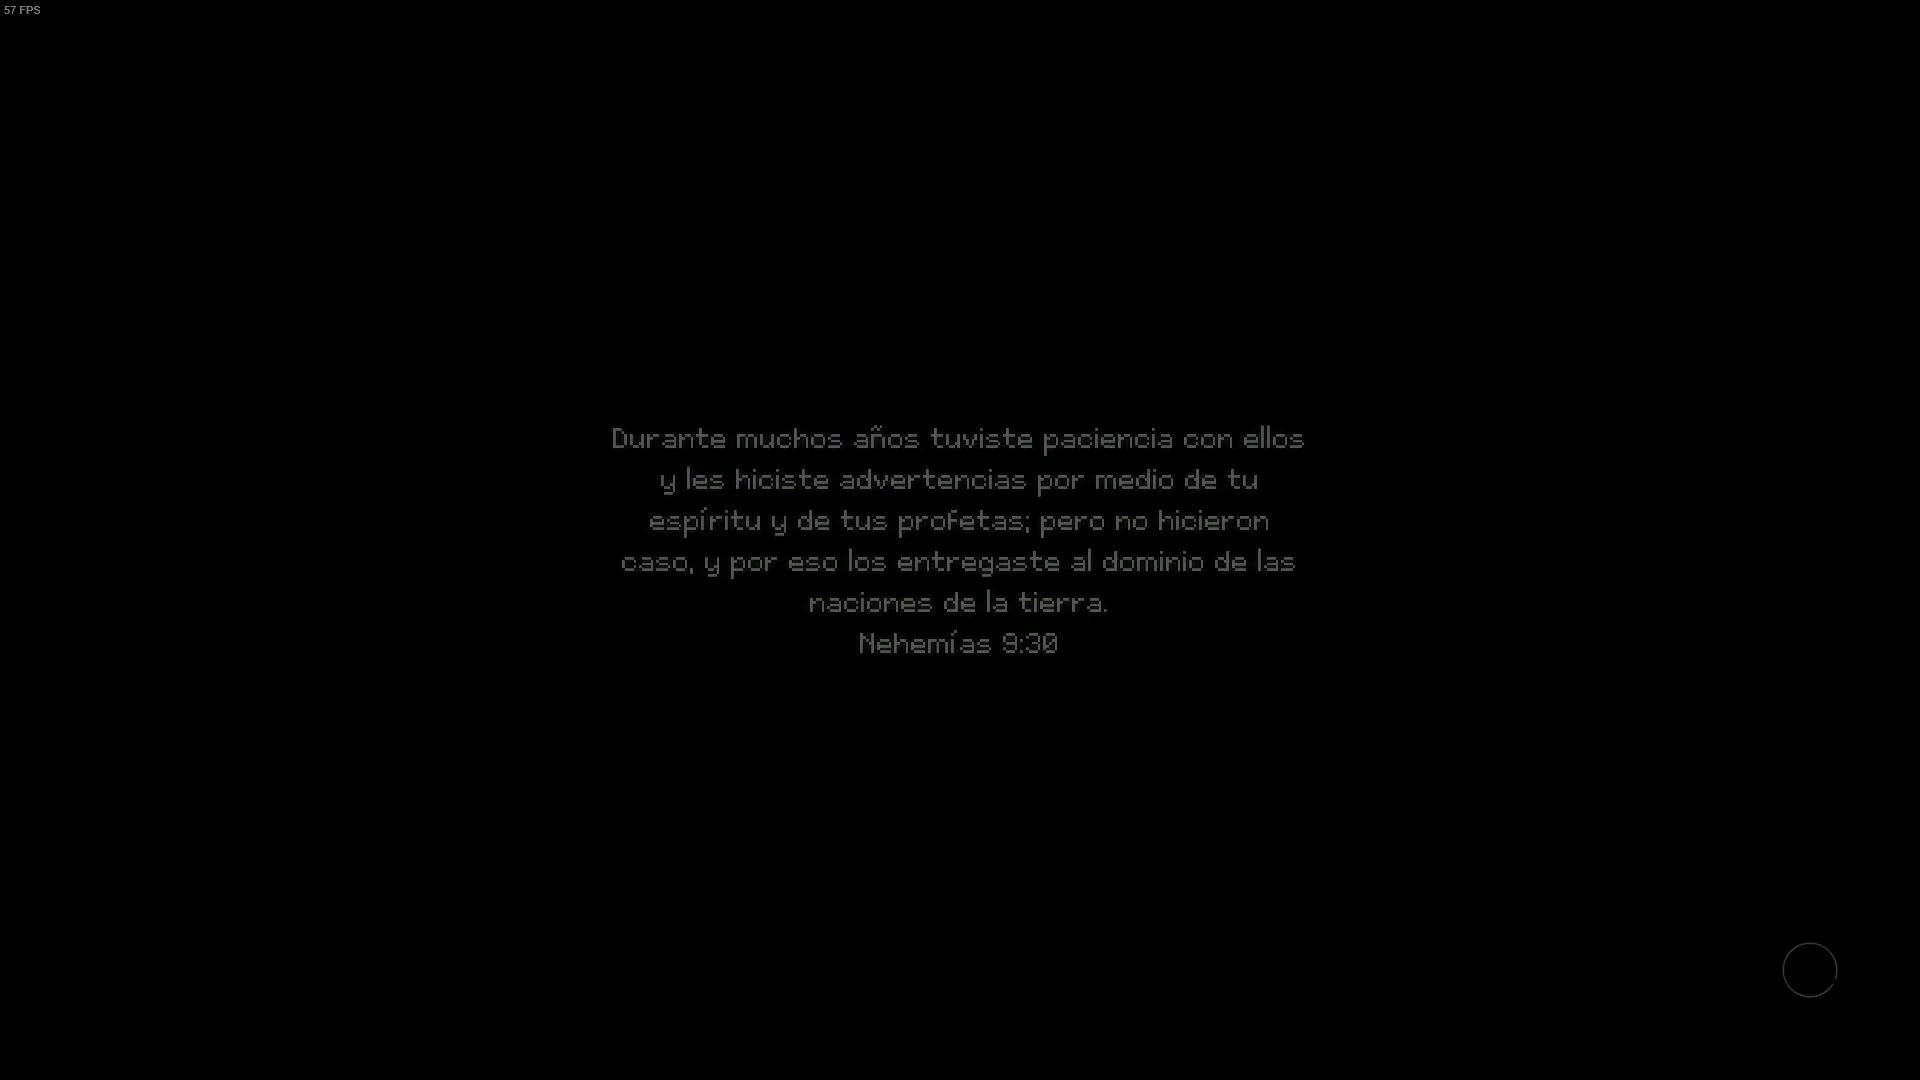 57 FPS
Durante muchos años tuviste paciencia con ellos
y les hiciste advertencias por medio de tu
espíritu y de tus profetas; pero no hicieron
caso, y por eso los entregaste al dominio de las
naciones de la tierra.
Nehemías 9:30